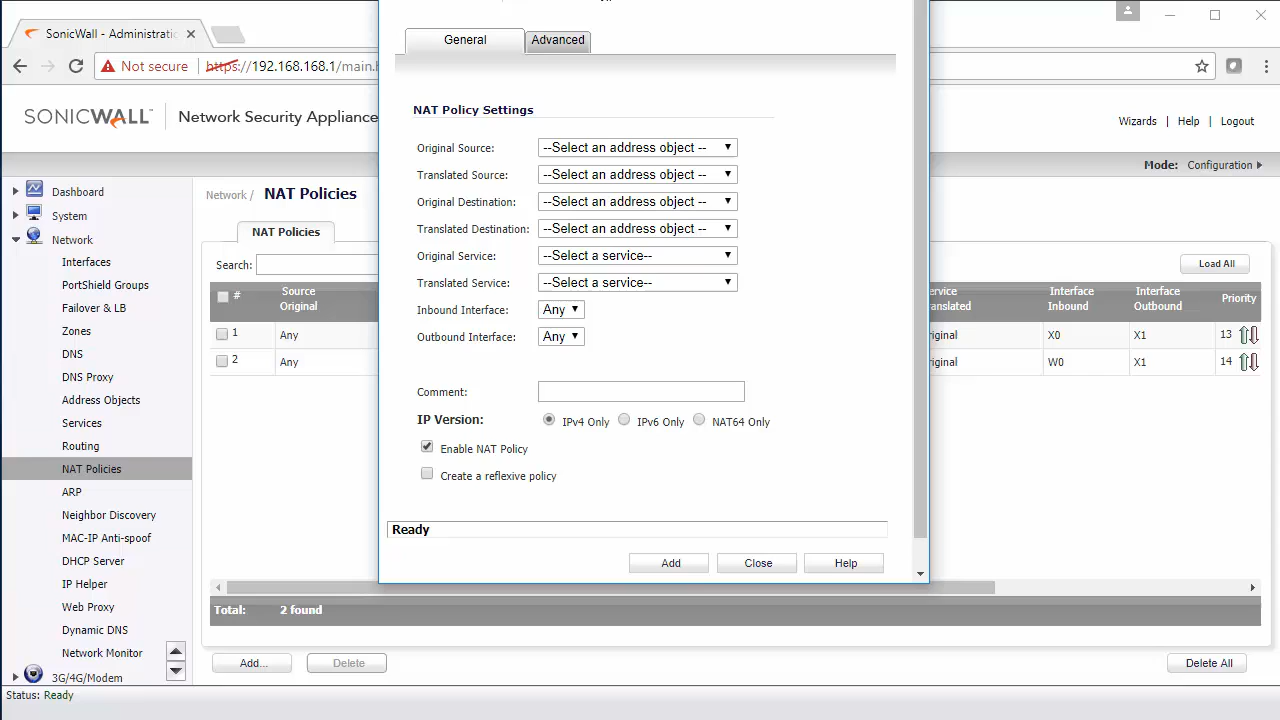 SonicWall - Administrati
Not secure https://192.168.168.1/main.h
SONICWALL Network Security Appliance
Wizards | Help | Logout
Mode: Configuration
Dashboard
System
Network
Interfaces
PortShield Groups
Failover & LB
Zones
DNS
DNS Proxy
Address Objects
Services
Routing
NAT Policies
ARP
Neighbor Discovery
MAC-IP Anti-spoof
DHCP Server
IP Helper
Web Proxy
Dynamic DNS
Network Monitor
3G/4G/Modem
Status: Ready
Network / NAT Policies
NAT Policies
Search:
Load All
# Source Original Interface Inbound Interface Outbound Priority
1 Any X0 X1 13
2 Any W0 X1 14
Total: 2 found
Add... Delete Delete All
General Advanced
NAT Policy Settings
Original Source: --Select an address object --
Translated Source: --Select an address object --
Original Destination: --Select an address object --
Translated Destination: --Select an address object --
Original Service: --Select a service--
Translated Service: --Select a service--
Inbound Interface: Any
Outbound Interface: Any
Comment:
IP Version: IPv4 Only IPv6 Only NAT64 Only
Enable NAT Policy
Create a reflexive policy
Ready
Add Close Help